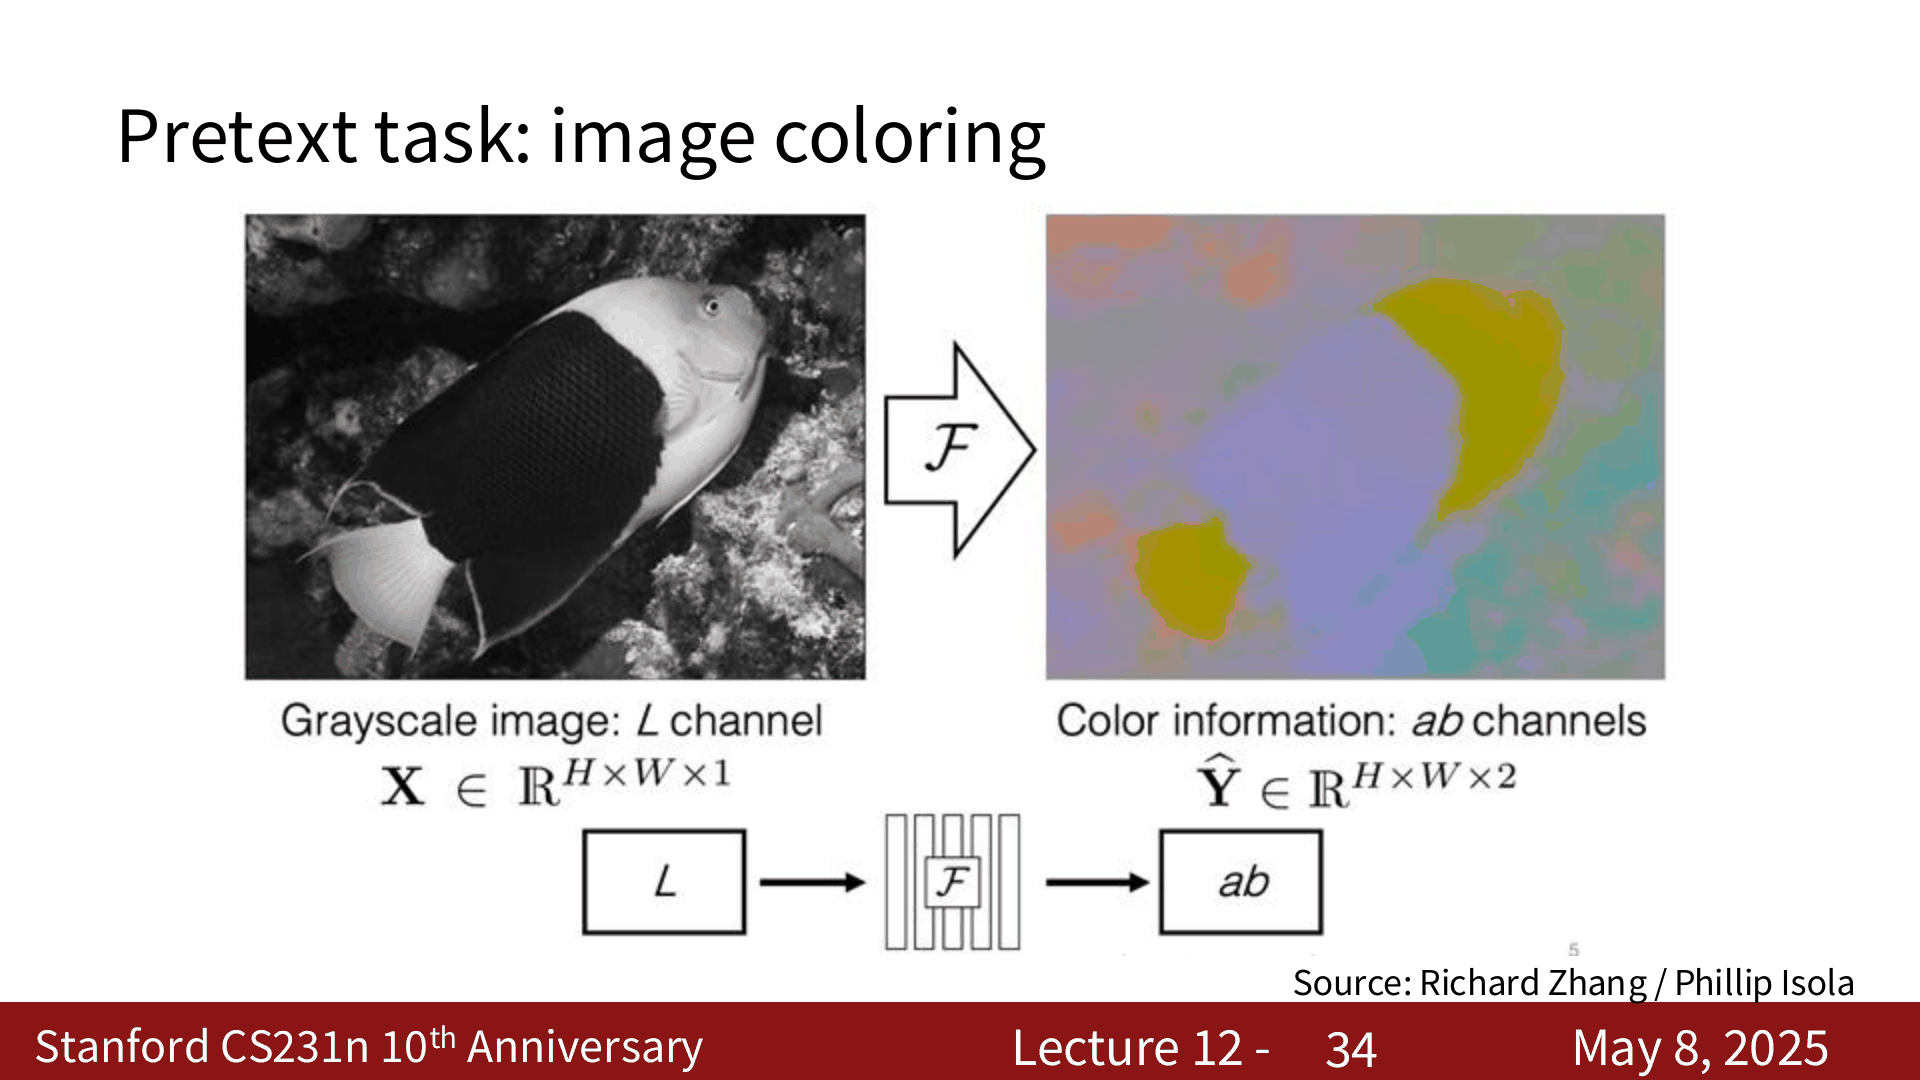 Pretext task: image coloring
ℱ
Grayscale image: L channel
Color information: ab channels
X ∈ ℝ^{H×W×1}
Ŷ ∈ ℝ^{H×W×2}
L
ℱ
ab
5
Source: Richard Zhang / Phillip Isola
Stanford CS231n 10th Anniversary
Lecture 12 - 34
May 8, 2025